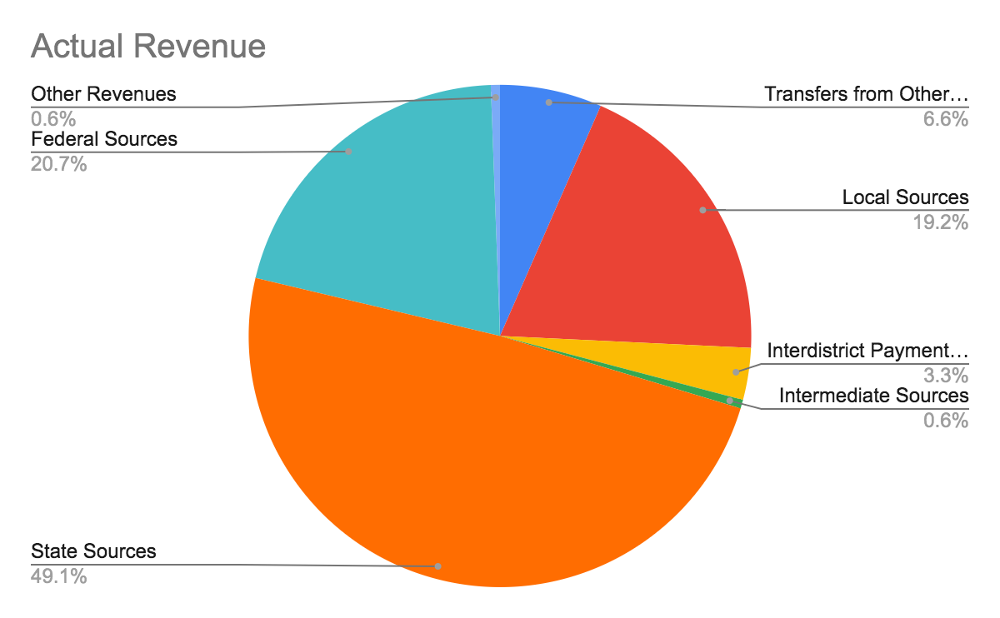 Actual Revenue
Other Revenues
0.6%
Federal Sources
20.7%
State Sources
49.1%
Transfers from Other…
6.6%
Local Sources
19.2%
Interdistrict Payment…
3.3%
Intermediate Sources
0.6%